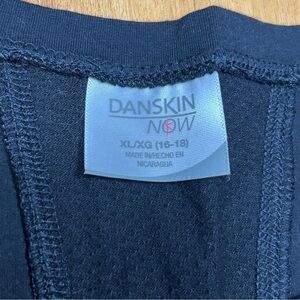 DANSKIN
NOW
XL/XG (16-18)
MADE IN/HECHO EN
NICARAGUA